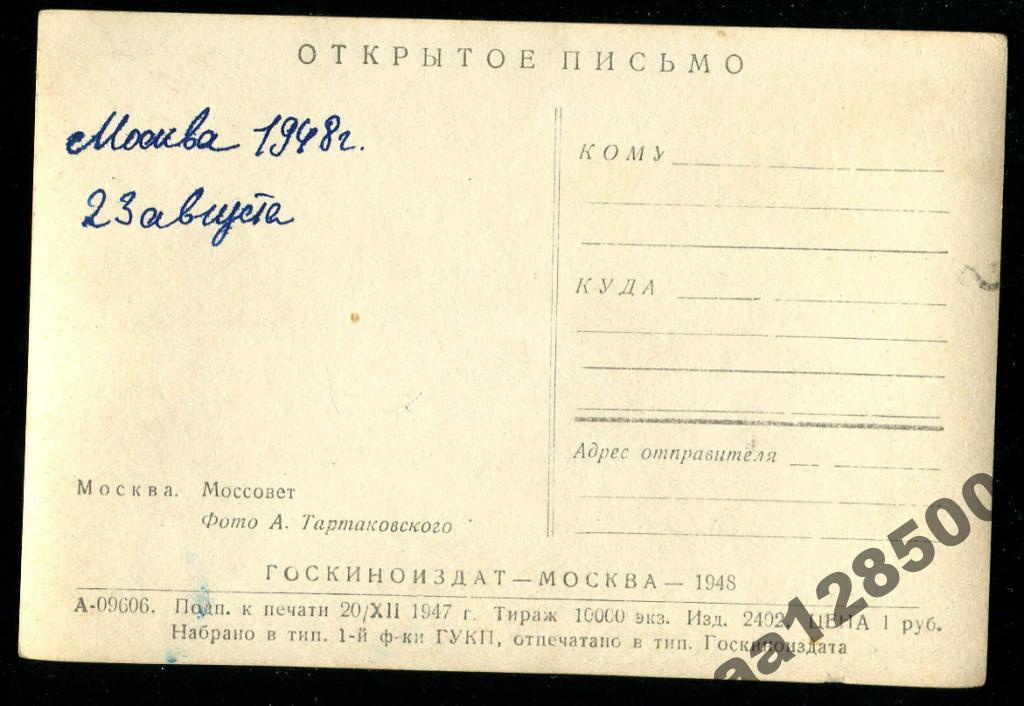 ОТКРЫТОЕ ПИСЬМО
Москва 1948г.
23 августа
КОМУ
КУДА
Адрес отправителя
Москва. Моссовет
Фото А. Тартаковского
ГОСКИНОИЗДАТ — МОСКВА — 1948
А-09606. Подп. к печати 20/XII 1947 г. Тираж 10000 экз. Изд. 2402. ЦЕНА 1 руб.
Набрано в тип. 1-й ф-ки ГУКП, отпечатано в тип. Госкиноиздата
aa128500